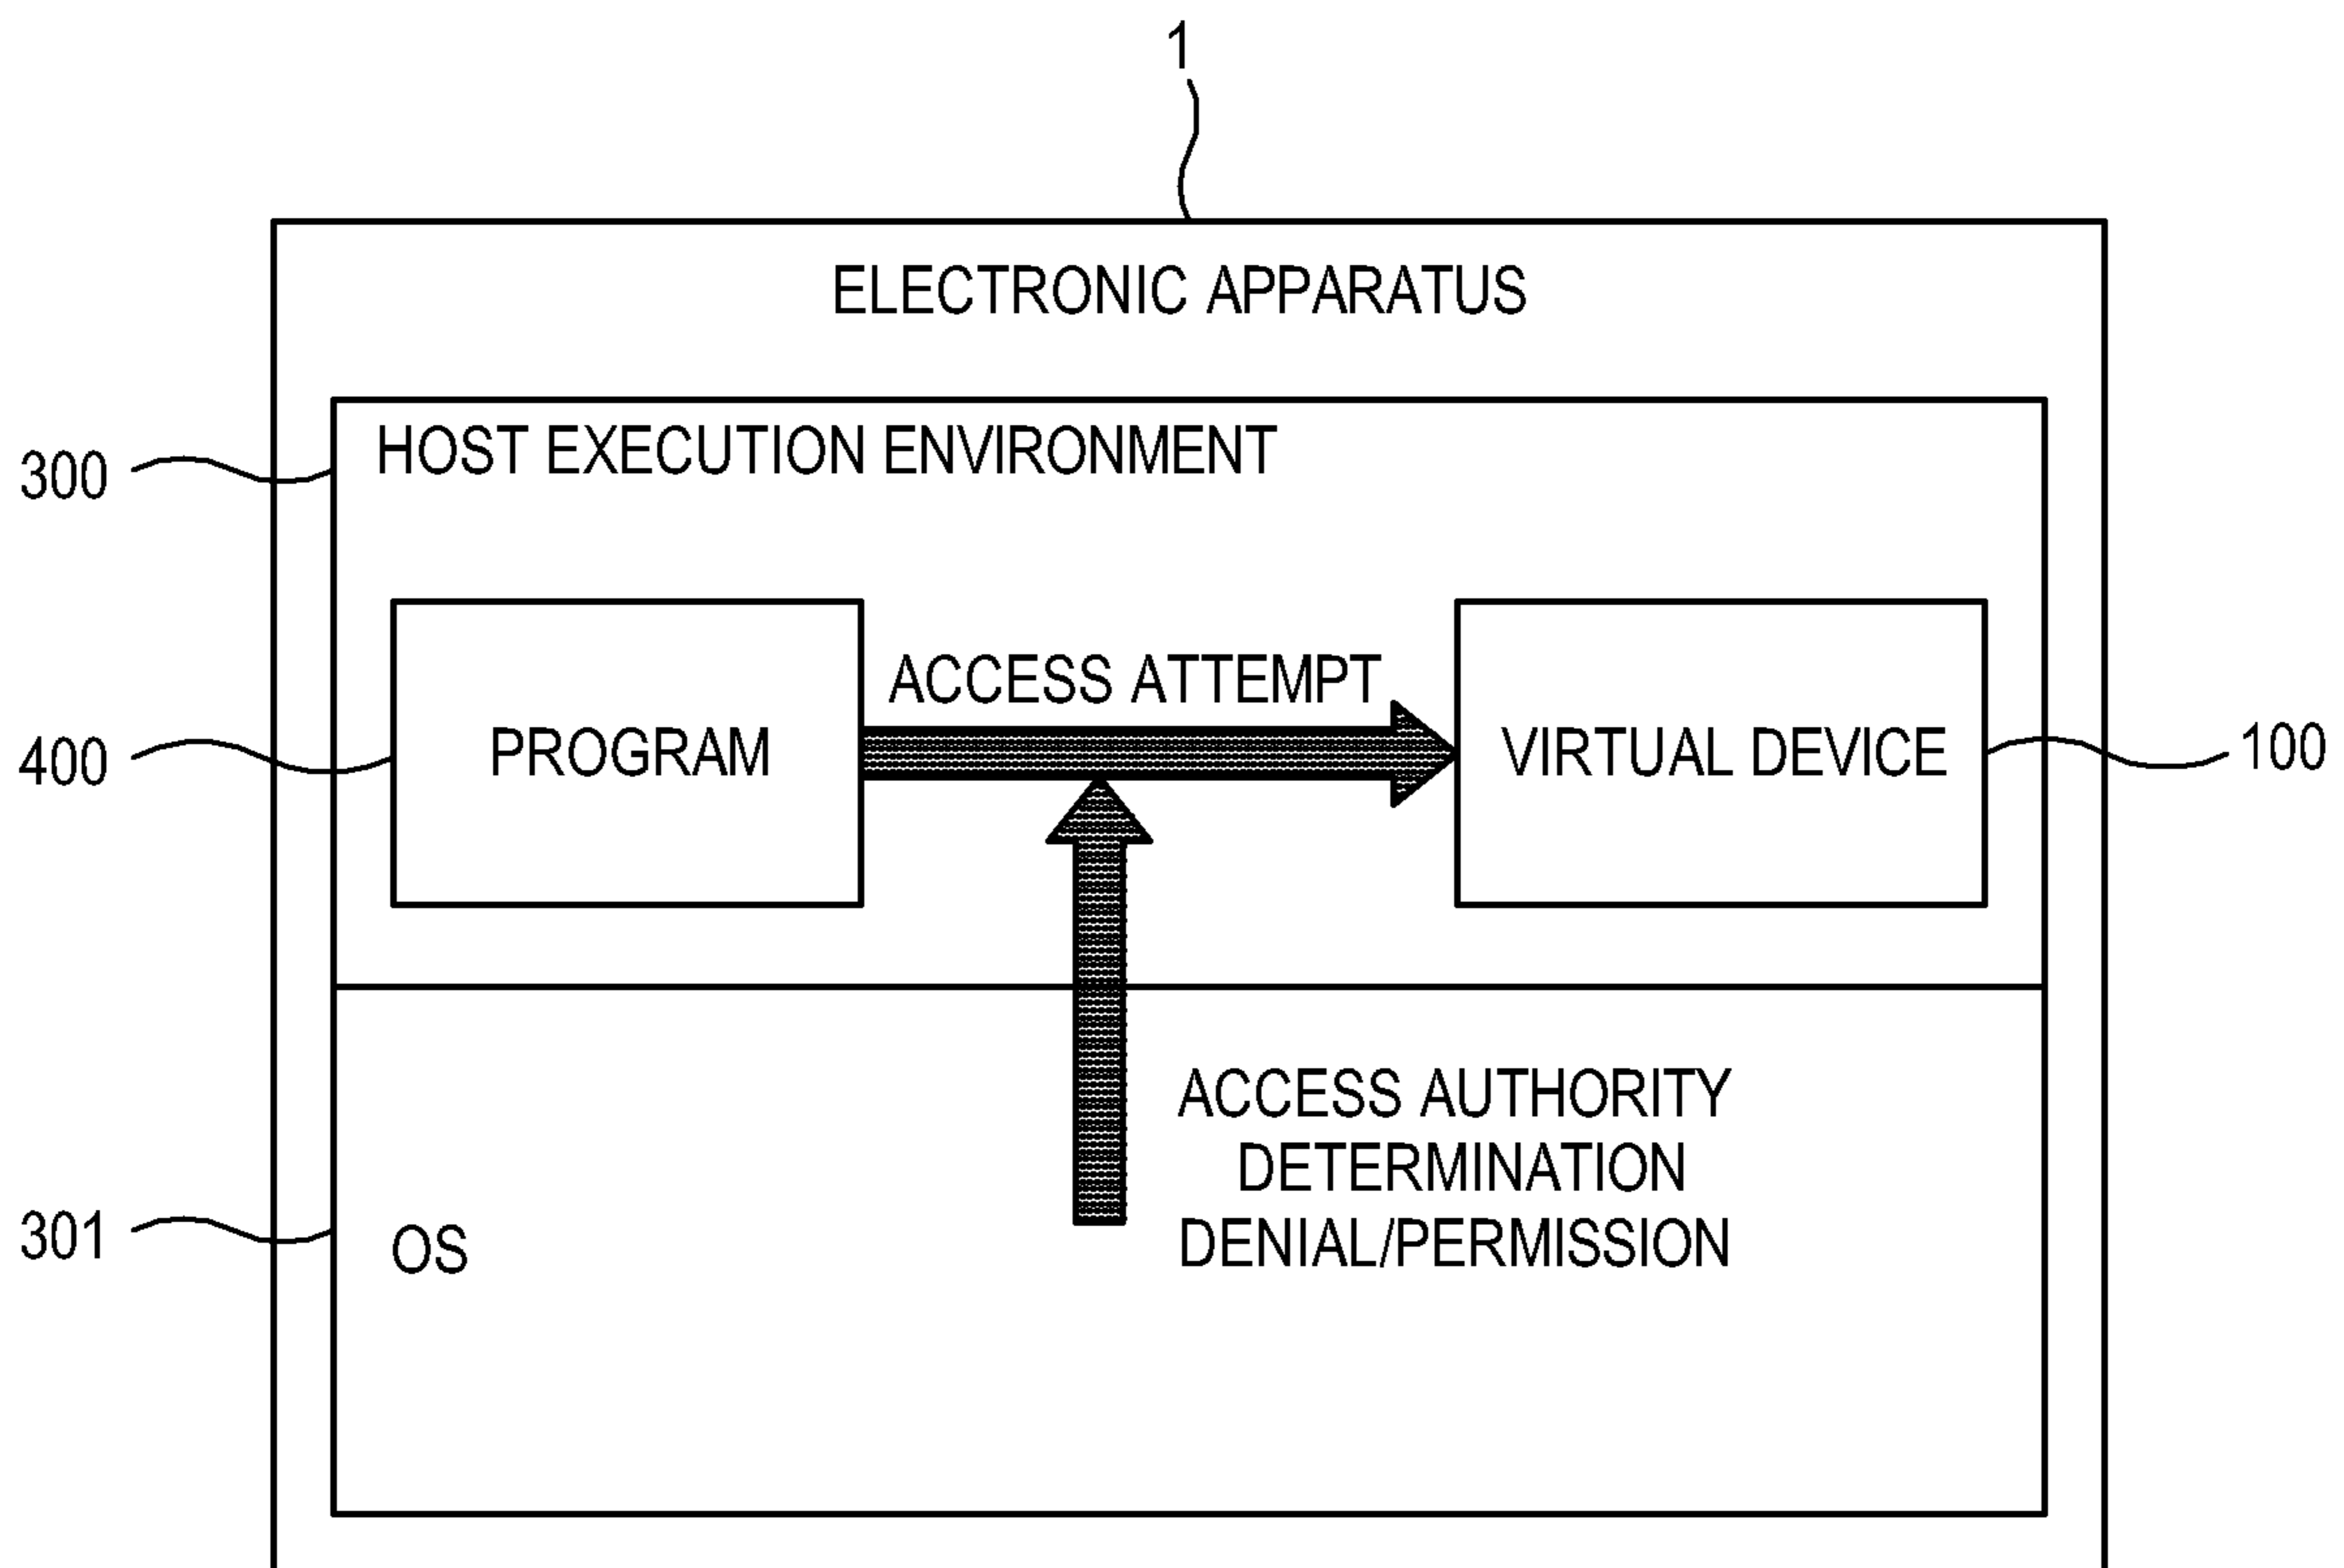 1
ELECTRONIC APPARATUS
HOST EXECUTION ENVIRONMENT
300
ACCESS ATTEMPT
400
PROGRAM
VIRTUAL DEVICE
100
ACCESS AUTHORITY
DETERMINATION
DENIAL/PERMISSION
301
OS